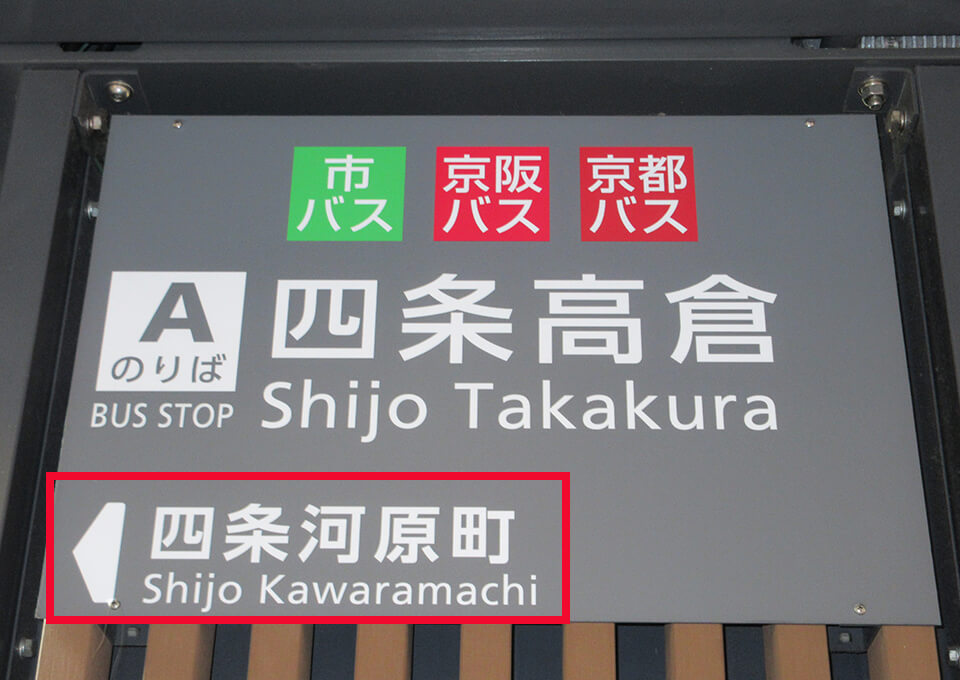 市バス
京阪バス
京都バス
A
のりば
BUS STOP
四条高倉
Shijo Takakura
四条河原町
Shijo Kawaramachi